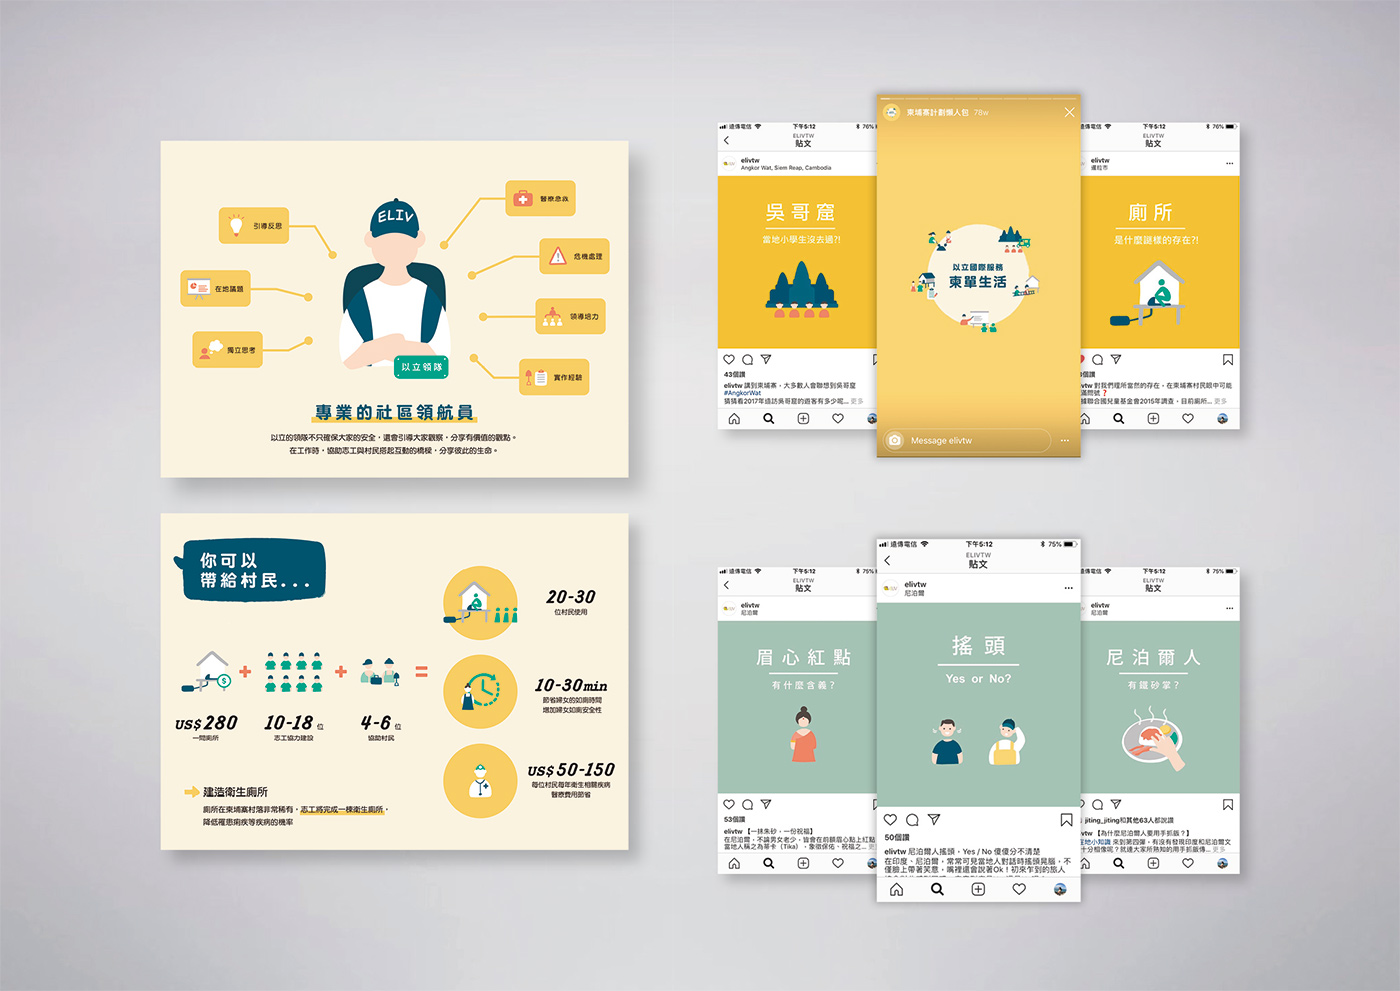 ELIV
引導反思
在地議題
獨立思考
醫療急救
危機處理
領導培力
實作經驗
以立領隊
專業的社區領航員
以立的領隊不只確保大家的安全,還會引導大家觀察,分享有價值的觀點。
在工作時,協助志工與村民搭起互動的橋樑,分享彼此的生命。
你可以
帶給村民...
US$280
一間廁所
10-18 位
志工協力建設
4-6 位
協助村民
建造衛生廁所
廁所在柬埔寨村落非常稀有,志工將完成一棟衛生廁所,
降低罹患痢疾等疾病的機率
20-30
位村民使用
10-30min
節省婦女的如廁時間
增加婦女如廁安全性
US$50-150
每位村民每年衛生相關疾病
醫療費用節省
遠傳電信
下午5:12
76%
ELIVTW
貼文
elivtw
Angkor Wat, Siem Reap, Cambodia
吳哥窟
當地小學生沒去過?!
43個讚
elivtw 講到柬埔寨,大多數人會聯想到吳哥窟
#AngkorWat
猜猜看2017年造訪吳哥窟的遊客有多少呢... 更多
柬埔寨計劃懶人包 78w
以立國際服務
柬單生活
Message elivtw
遠傳電信
下午5:12
76%
ELIVTW
貼文
elivtw
暹粒市
廁所
是什麼謎樣的存在?!
個讚
vtw 對我們理所當然的存在,在柬埔寨村民眼中可能
滿問號❓
據聯合國兒童基金會2015年調查,目前廁所... 更多
遠傳電信
下午5:12
75%
ELIVTW
貼文
elivtw
尼泊爾
眉心紅點
有什麼含義?
53個讚
elivtw 【一抹朱砂,一份祝福】
在尼泊爾,不論男女老少,皆會在前額眉心點上紅點
當地人稱之為蒂卡(Tika),象徵保佑、祝福之...
遠傳電信
下午5:12
75%
ELIVTW
貼文
elivtw
尼泊爾
搖頭
Yes or No?
50個讚
elivtw 尼泊爾人搖頭,Yes / No 傻傻分不清楚
在印度、尼泊爾,常常可見當地人對話時搖頭晃腦,不
僅臉上帶著笑意,嘴裡還會說著Ok!初來乍到的旅人
遠傳電信
下午5:12
75%
ELIVTW
貼文
elivtw
尼泊爾
尼泊爾人
有鐵砂掌?
jiting_jiting和其他63人都說讚
vtw 【為什麼尼泊爾人要用手抓飯?】
在地小知識 來到第四彈,有沒有發現印度和尼泊爾文
十分相像呢?就連大家所熟知的用手抓飯傳... 更多